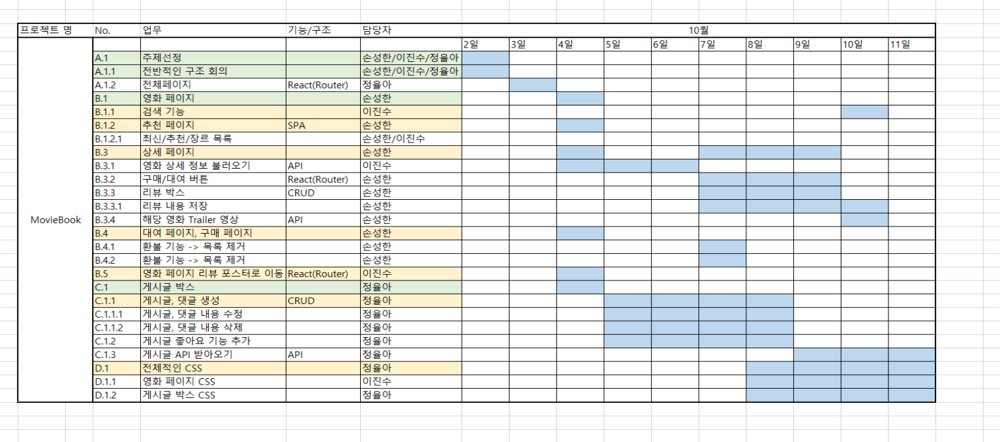 프로젝트 명 No. 업무 기능/구조 담당자 10월
2일 3일 4일 5일 6일 7일 8일 9일 10일 11일
A.1 주제선정 손성한/이진수/정율아
A.1.1 전반적인 구조 회의 손성한/이진수/정율아
A.1.2 전체페이지 React(Router) 정율아
B.1 영화 페이지 손성한
B.1.1 검색 기능 이진수
B.1.2 추천 페이지 SPA 손성한
B.1.2.1 최신/추천/장르 목록 손성한/이진수
B.3 상세 페이지 손성한
B.3.1 영화 상세 정보 불러오기 API 이진수
B.3.2 구매/대여 버튼 React(Router) 손성한
B.3.3 리뷰 박스 CRUD 손성한
B.3.3.1 리뷰 내용 저장 손성한
MovieBook B.3.4 해당 영화 Trailer 영상 API 손성한
B.4 대여 페이지, 구매 페이지 손성한
B.4.1 환불 기능 -> 목록 제거 손성한
B.4.2 환불 기능 -> 목록 제거 손성한
B.5 영화 페이지 리뷰 포스터로 이동 React(Router) 이진수
C.1 게시글 박스 정율아
C.1.1 게시글, 댓글 생성 CRUD 정율아
C.1.1.1 게시글, 댓글 내용 수정 정율아
C.1.1.2 게시글, 댓글 내용 삭제 정율아
C.1.2 게시글 좋아요 기능 추가 정율아
C.1.3 게시글 API 받아오기 API 정율아
D.1 전체적인 CSS 정율아
D.1.1 영화 페이지 CSS 이진수
D.1.2 게시글 박스 CSS 정율아